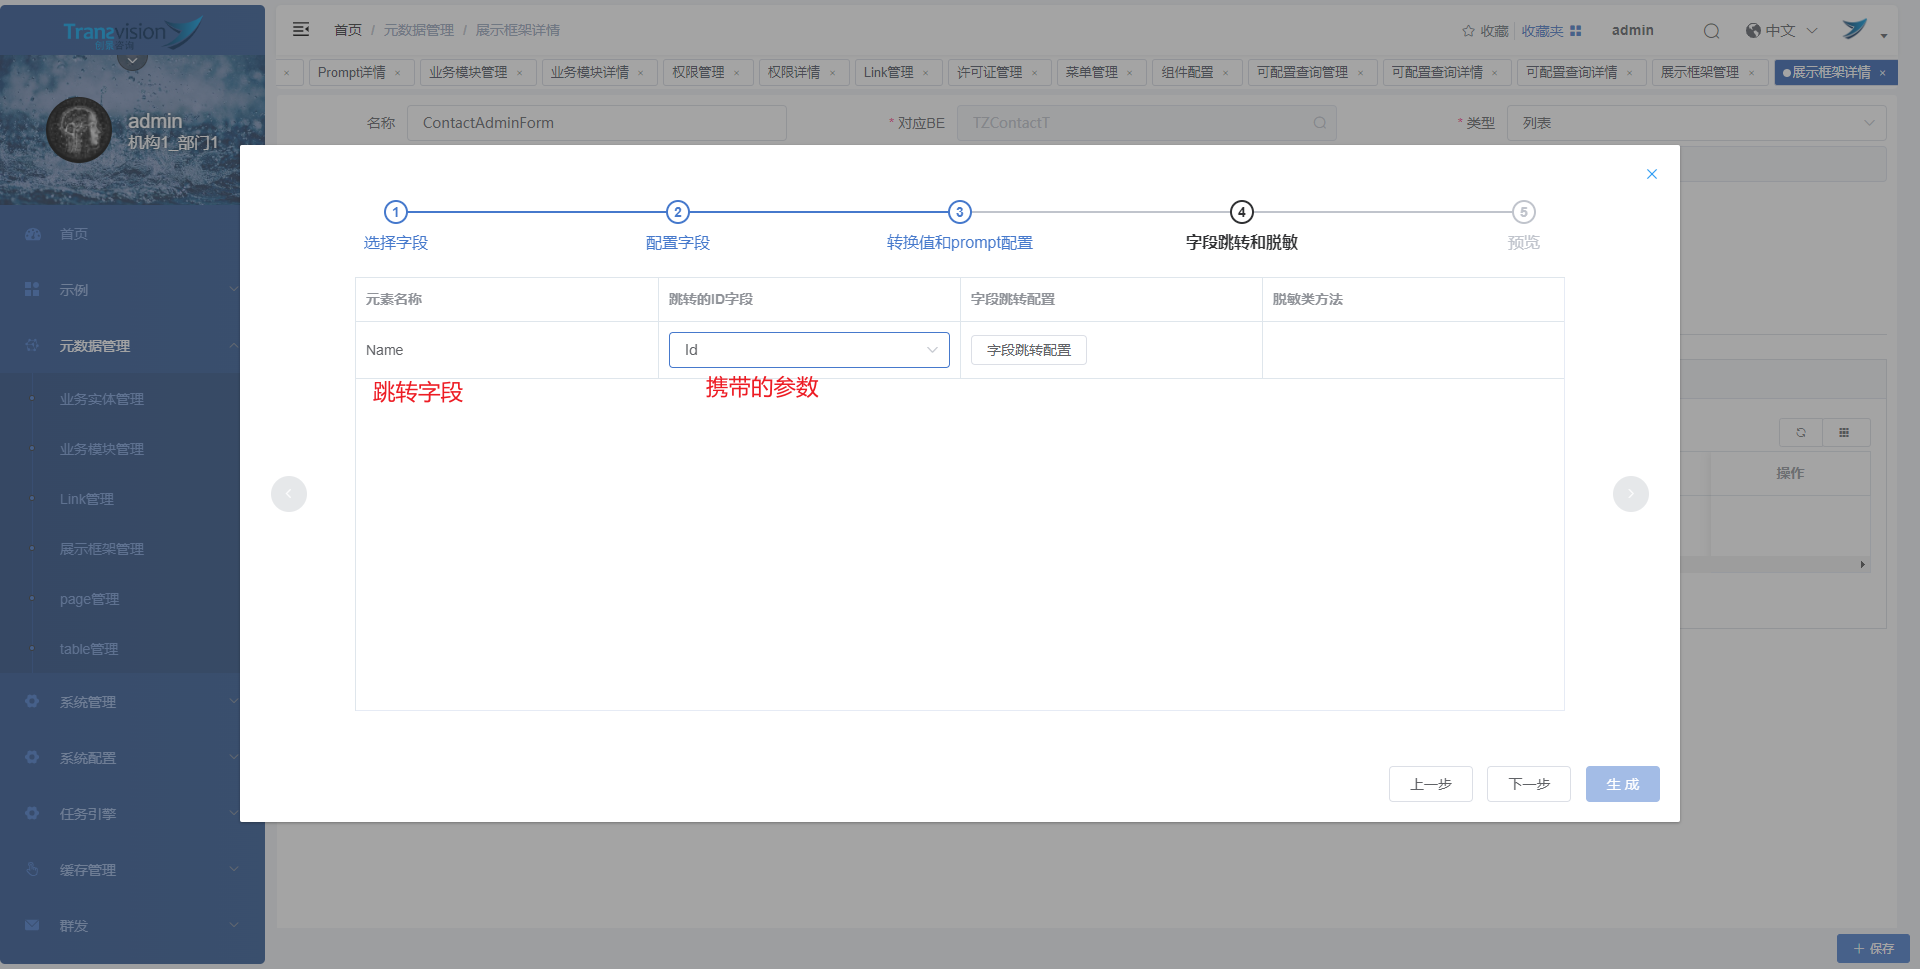 Tranzvision
创景咨询
首页 / 元数据管理 / 展示框架详情
收藏
收藏夹
admin
中文
Prompt详情 ×
业务模块管理 ×
业务模块详情 ×
权限管理 ×
权限详情 ×
Link管理 ×
许可证管理 ×
菜单管理 ×
组件配置 ×
可配置查询管理 ×
可配置查询详情 ×
可配置查询详情 ×
展示框架管理 ×
展示框架详情 ×
admin
机构1_部门1
名称
ContactAdminForm
* 对应BE
TZContactT
* 类型
列表
首页
示例
元数据管理
业务实体管理
业务模块管理
Link管理
展示框架管理
page管理
table管理
系统管理
系统配置
任务引擎
缓存管理
群发
1
2
3
4
5
选择字段
配置字段
转换值和prompt配置
字段跳转和脱敏
预览
元素名称
跳转的ID字段
字段跳转配置
脱敏类方法
Name
Id
字段跳转配置
跳转字段
携带的参数
操作
上一步
下一步
生 成
+ 保存